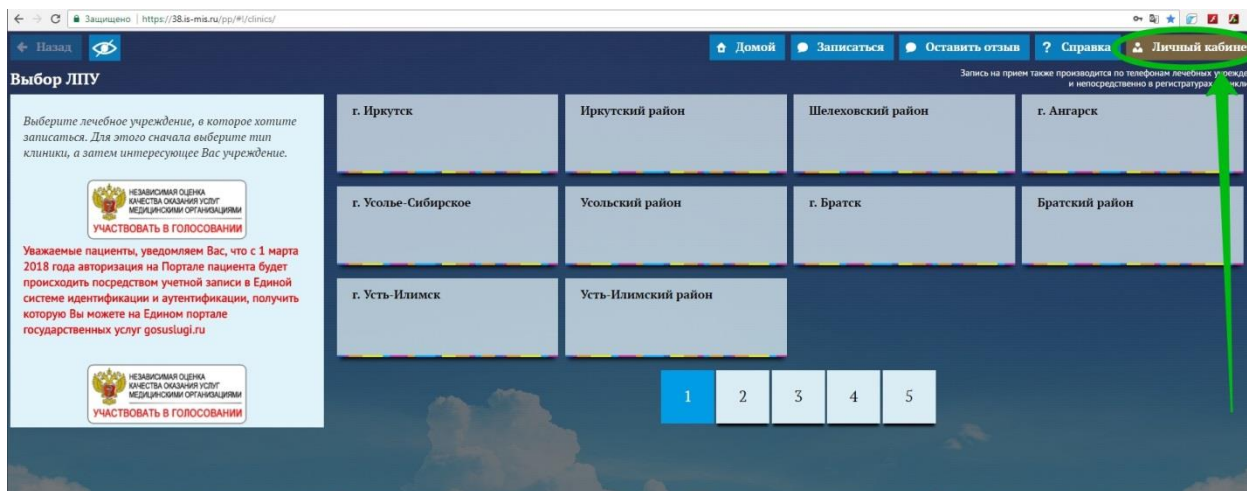 Защищено | https://38.is-mis.ru/pp/#!/clinics/
Назад
Домой
Записаться
Оставить отзыв
? Справка
Личный кабине
Выбор ЛПУ
Запись на прием также производится по телефонам лечебных учрежде
и непосредственно в регистратурах
Выберите лечебное учреждение, в которое хотите
записаться. Для этого сначала выберите тип
клиники, а затем интересующее Вас учреждение.
НЕЗАВИСИМАЯ ОЦЕНКА
КАЧЕСТВА ОКАЗАНИЯ УСЛУГ
МЕДИЦИНСКИМИ ОРГАНИЗАЦИЯМИ
УЧАСТВОВАТЬ В ГОЛОСОВАНИИ
Уважаемые пациенты, уведомляем Вас, что с 1 марта
2018 года авторизация на Портале пациента будет
происходить посредством учетной записи в Единой
системе идентификации и аутентификации, получить
которую Вы можете на Едином портале
государственных услуг gosuslugi.ru
НЕЗАВИСИМАЯ ОЦЕНКА
КАЧЕСТВА ОКАЗАНИЯ УСЛУГ
МЕДИЦИНСКИМИ ОРГАНИЗАЦИЯМИ
УЧАСТВОВАТЬ В ГОЛОСОВАНИИ
г. Иркутск
Иркутский район
Шелеховский район
г. Ангарск
г. Усолье-Сибирское
Усольский район
г. Братск
Братский район
г. Усть-Илимск
Усть-Илимский район
1 2 3 4 5